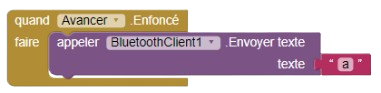 quand Avancer .Enfoncé
faire appeler BluetoothClient1 .Envoyer texte
texte " a "